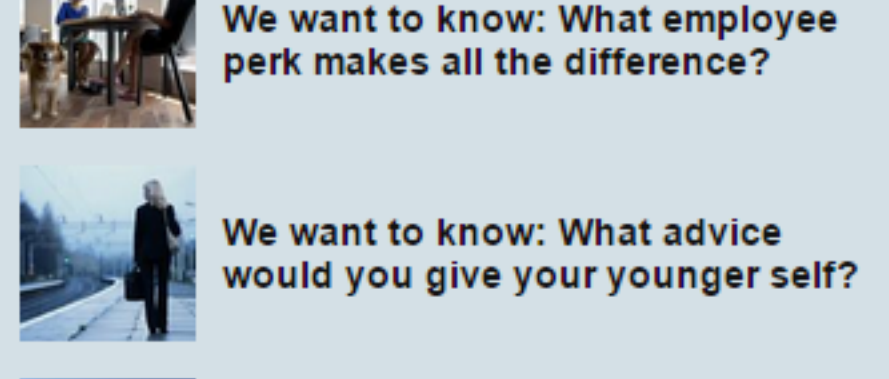 We want to know: What employee
perk makes all the difference?
We want to know: What advice
would you give your younger self?